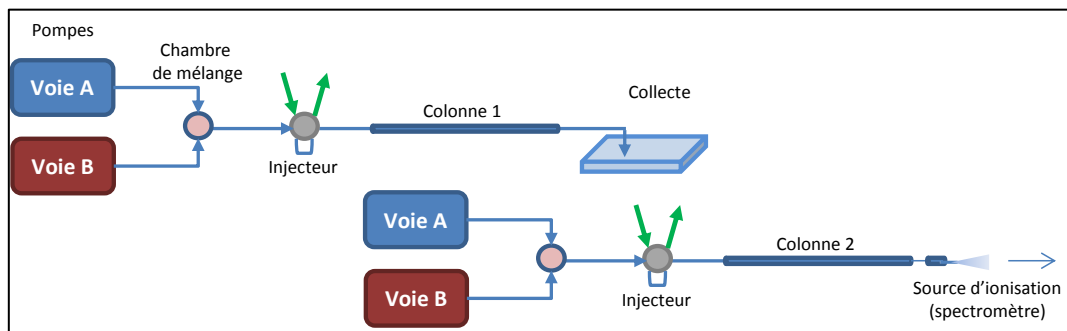 Pompes
Chambre
de mélange
Voie A
Voie B
Injecteur
Colonne 1
Collecte
Voie A
Voie B
Injecteur
Colonne 2
Source d'ionisation
(spectromètre)